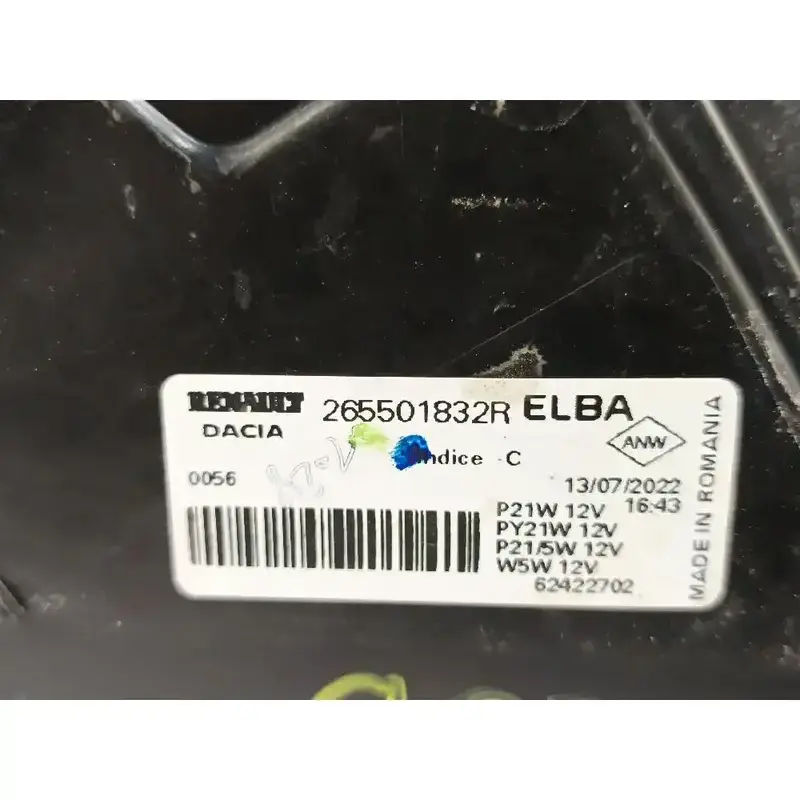 RENAULT 265501832R ELBA
DACIA
Indice C
ANW
0056
13/07/2022
16:43
P21W 12V
PY21W 12V
P21/5W 12V
W5W 12V
62422702
MADE IN ROMANIA